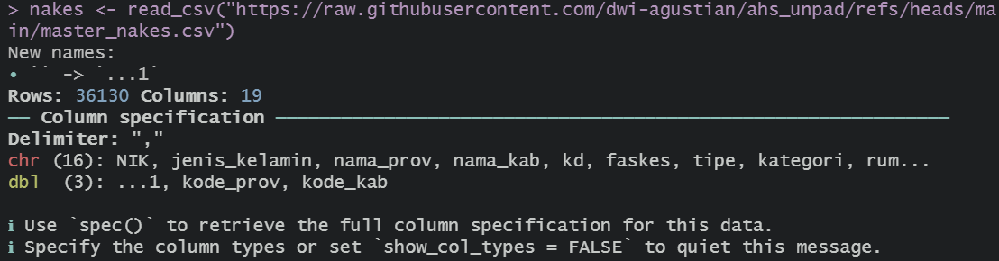 > nakes <- read_csv("https://raw.githubusercontent.com/dwi-agustian/ahs_unpad/refs/heads/ma
in/master_nakes.csv")
New names:
• `` -> `...1`
Rows: 36130 Columns: 19
── Column specification ──────────────────────────────────────────────────────────────
Delimiter: ","
chr (16): NIK, jenis_kelamin, nama_prov, nama_kab, kd, faskes, tipe, kategori, rum...
dbl  (3): ...1, kode_prov, kode_kab

ℹ Use `spec()` to retrieve the full column specification for this data.
ℹ Specify the column types or set `show_col_types = FALSE` to quiet this message.